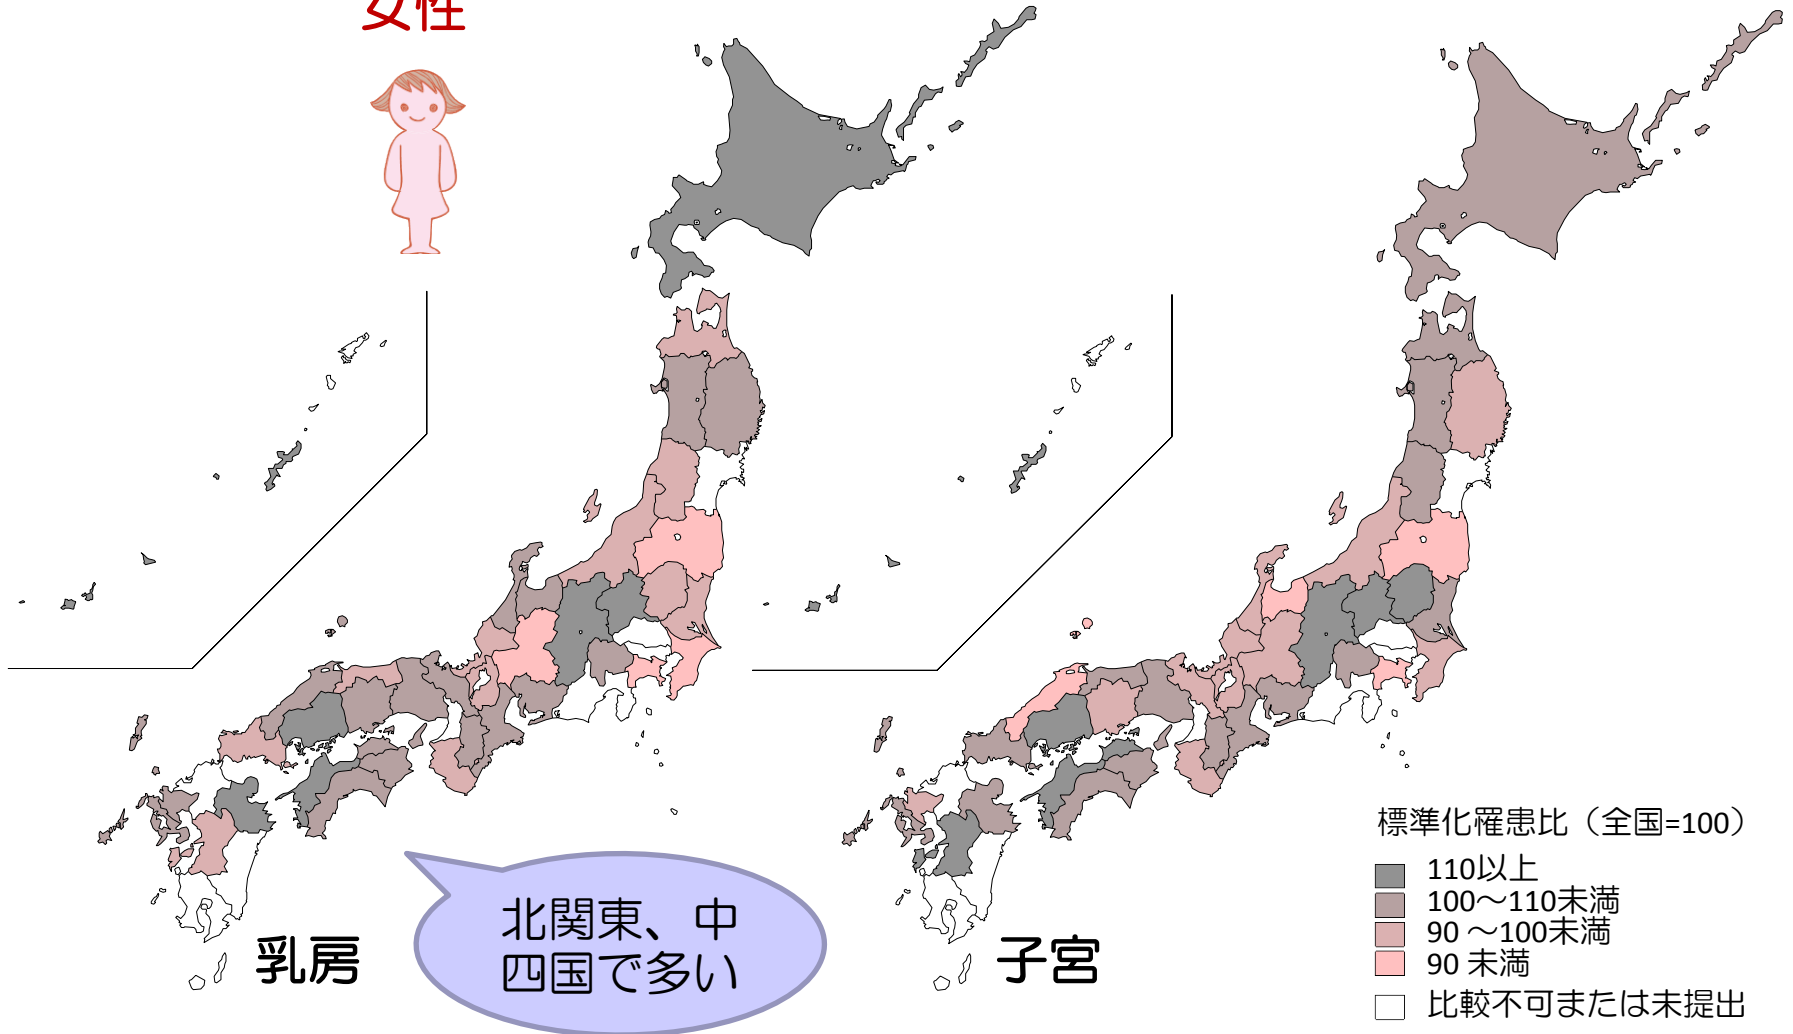 女性
北関東、中
四国で多い
乳房
子宮
標準化罹患比（全国=100）
110以上
100～110未満
90 ～100未満
90 未満
比較不可または未提出